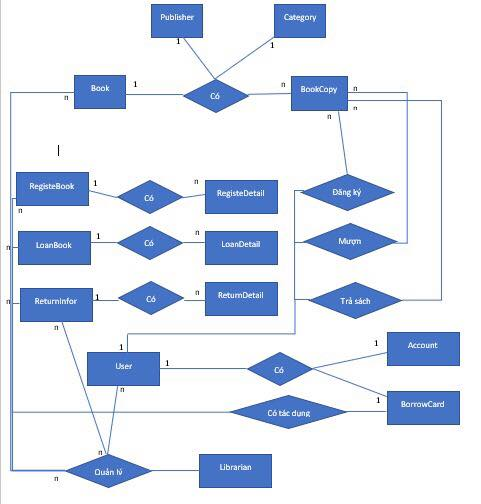 Publisher
Category
1
1
Book
1
n
Có
n
BookCopy
n
n
n
RegisteBook
1
n
Có
n
RegisteDetail
Đăng ký
LoanBook
1
n
Có
n
LoanDetail
Mượn
ReturnInfor
1
n
n
Có
n
ReturnDetail
Trả sách
1
User
1
n
Có
1
Account
1
BorrowCard
Có tác dụng
n
Quản lý
n
Librarian